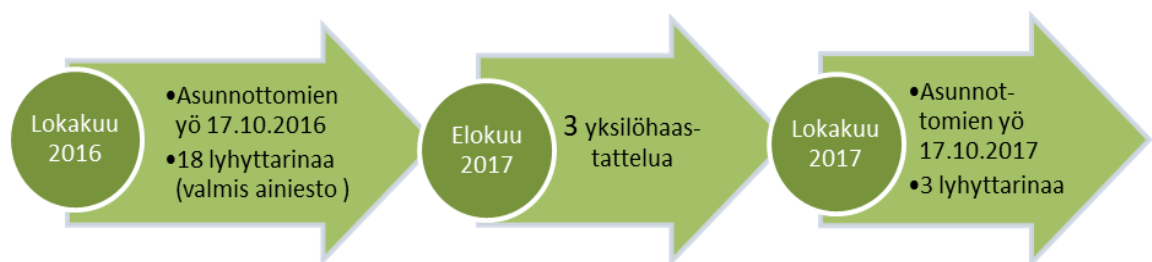 Lokakuu
2016
•Asunnottomien
yö 17.10.2016
•18 lyhyttarinaa
(valmis ainiesto )
Elokuu
2017
3 yksilöhaas-
tattelua
Lokakuu
2017
•Asunnot-
tomien yö
17.10.2017
•3 lyhyttarinaa